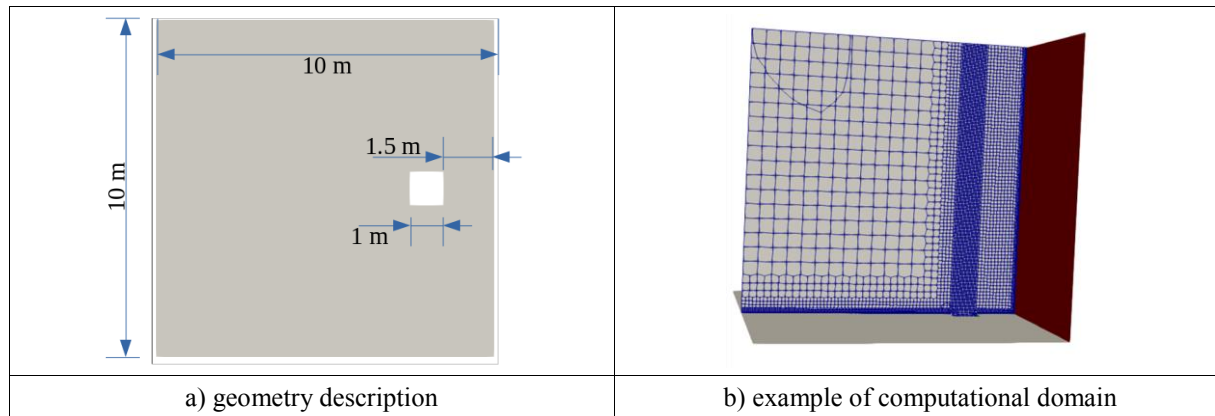 10 m
1.5 m
10 m
1 m
a) geometry description
b) example of computational domain